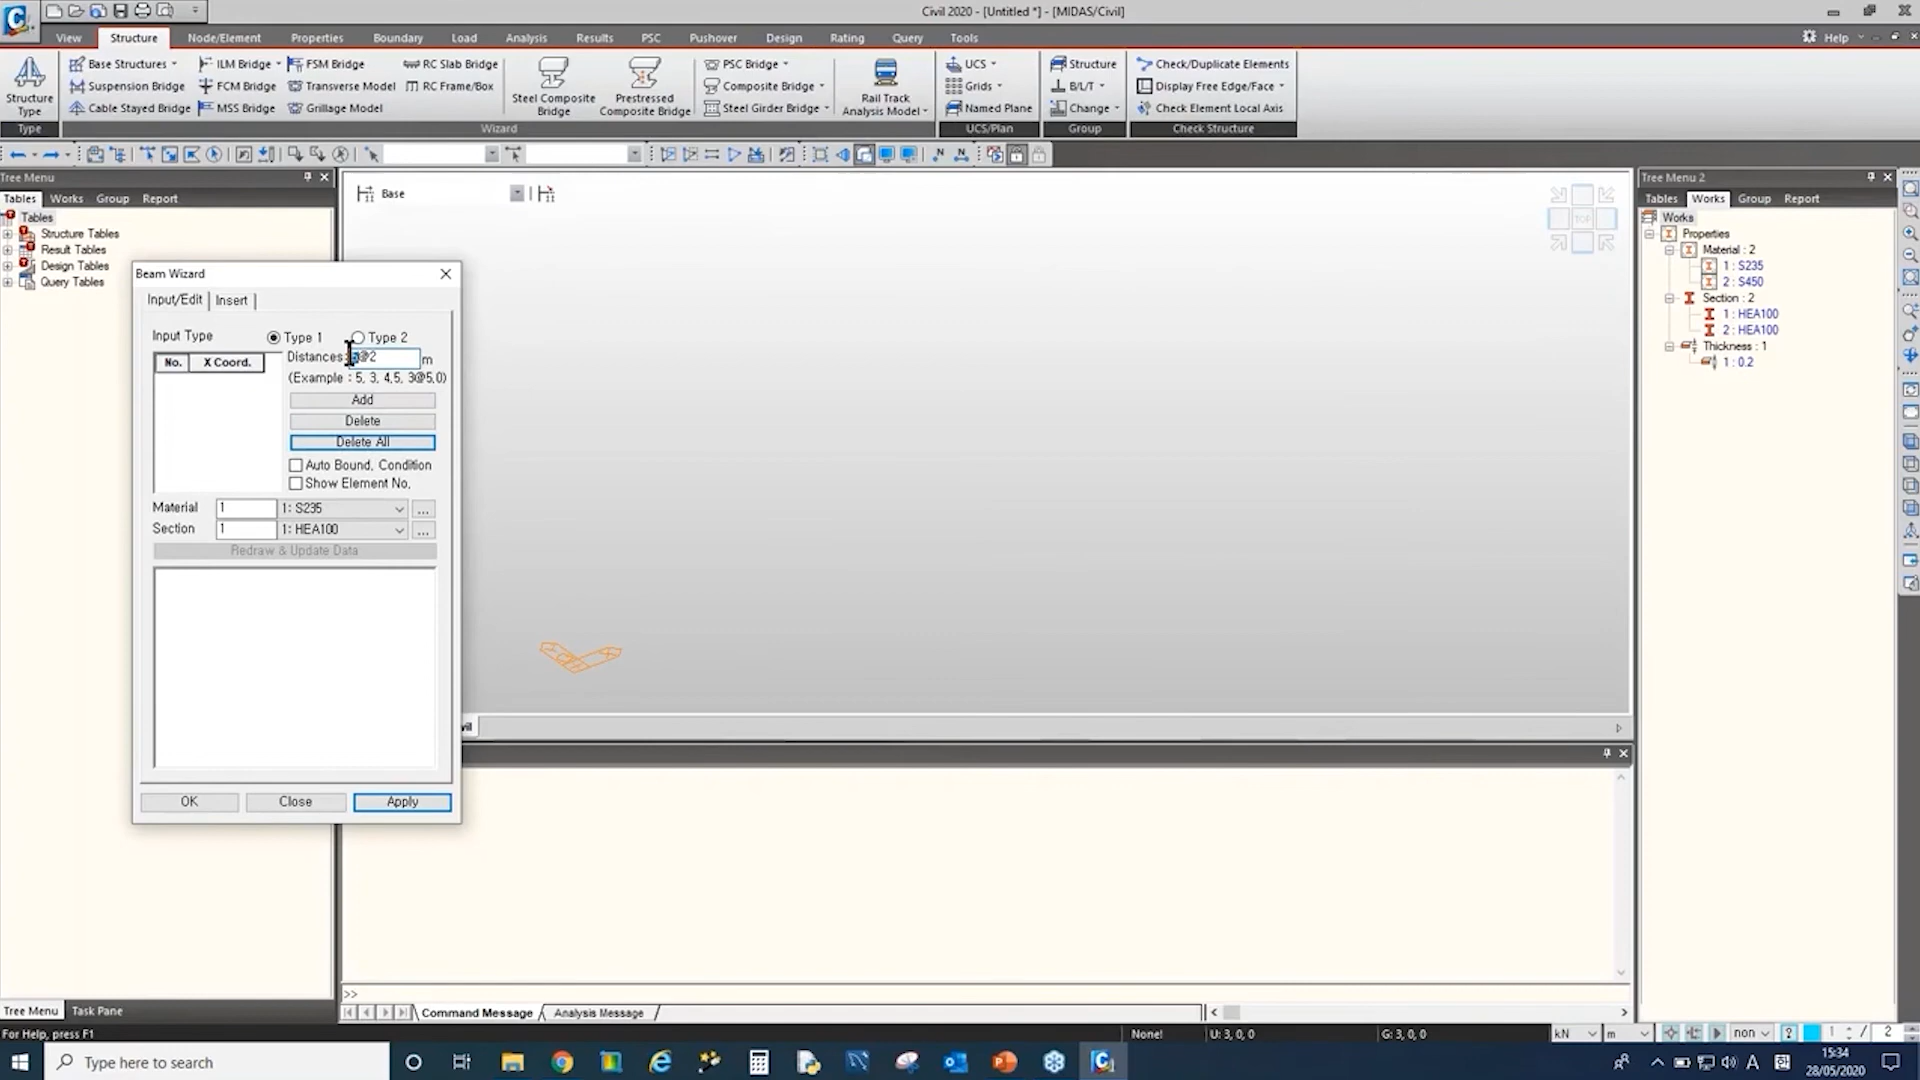 Civil 2020 - [Untitled *] - [MIDAS/Civil]
View Structure Node/Element Properties Boundary Load Analysis Results PSC Pushover Design Rating Query Tools Help
Structure Type
Base Structures
Suspension Bridge
Cable Stayed Bridge
ILM Bridge
FCM Bridge
MSS Bridge
FSM Bridge
Transverse Model
Grillage Model
RC Slab Bridge
RC Frame/Box
Steel Composite Bridge
Prestressed Composite Bridge
PSC Bridge
Composite Bridge
Steel Girder Bridge
Rail Track Analysis Model
UCS
Grids
Named Plane
Structure
B/L/T
Change
Check/Duplicate Elements
Display Free Edge/Face
Check Element Local Axis
Type Wizard UCS/Plan Group Check Structure
Tree Menu
Tables Works Group Report
Tables
Structure Tables
Result Tables
Design Tables
Query Tables
Base
TOP
Beam Wizard
Input/Edit Insert
Input Type Type 1 Type 2
No. X Coord.
Distances: @2 m
(Example : 5, 3, 4,5, 3@5,0)
Add
Delete
Delete All
Auto Bound, Condition
Show Element No,
Material 1 1: S235 ...
Section 1 1: HEA100 ...
Redraw & Update Data
OK Close Apply
Tree Menu 2
Tables Works Group Report
Works
Properties
Material : 2
1 : S235
2 : S450
Section : 2
1 : HEA100
2 : HEA100
Thickness : 1
1 : 0.2
>>
Command Message Analysis Message
Tree Menu Task Pane
For Help, press F1
None! U: 3, 0, 0 G: 3, 0, 0 kN m non ? 1 / 2
Type here to search
A
15:34
28/05/2020